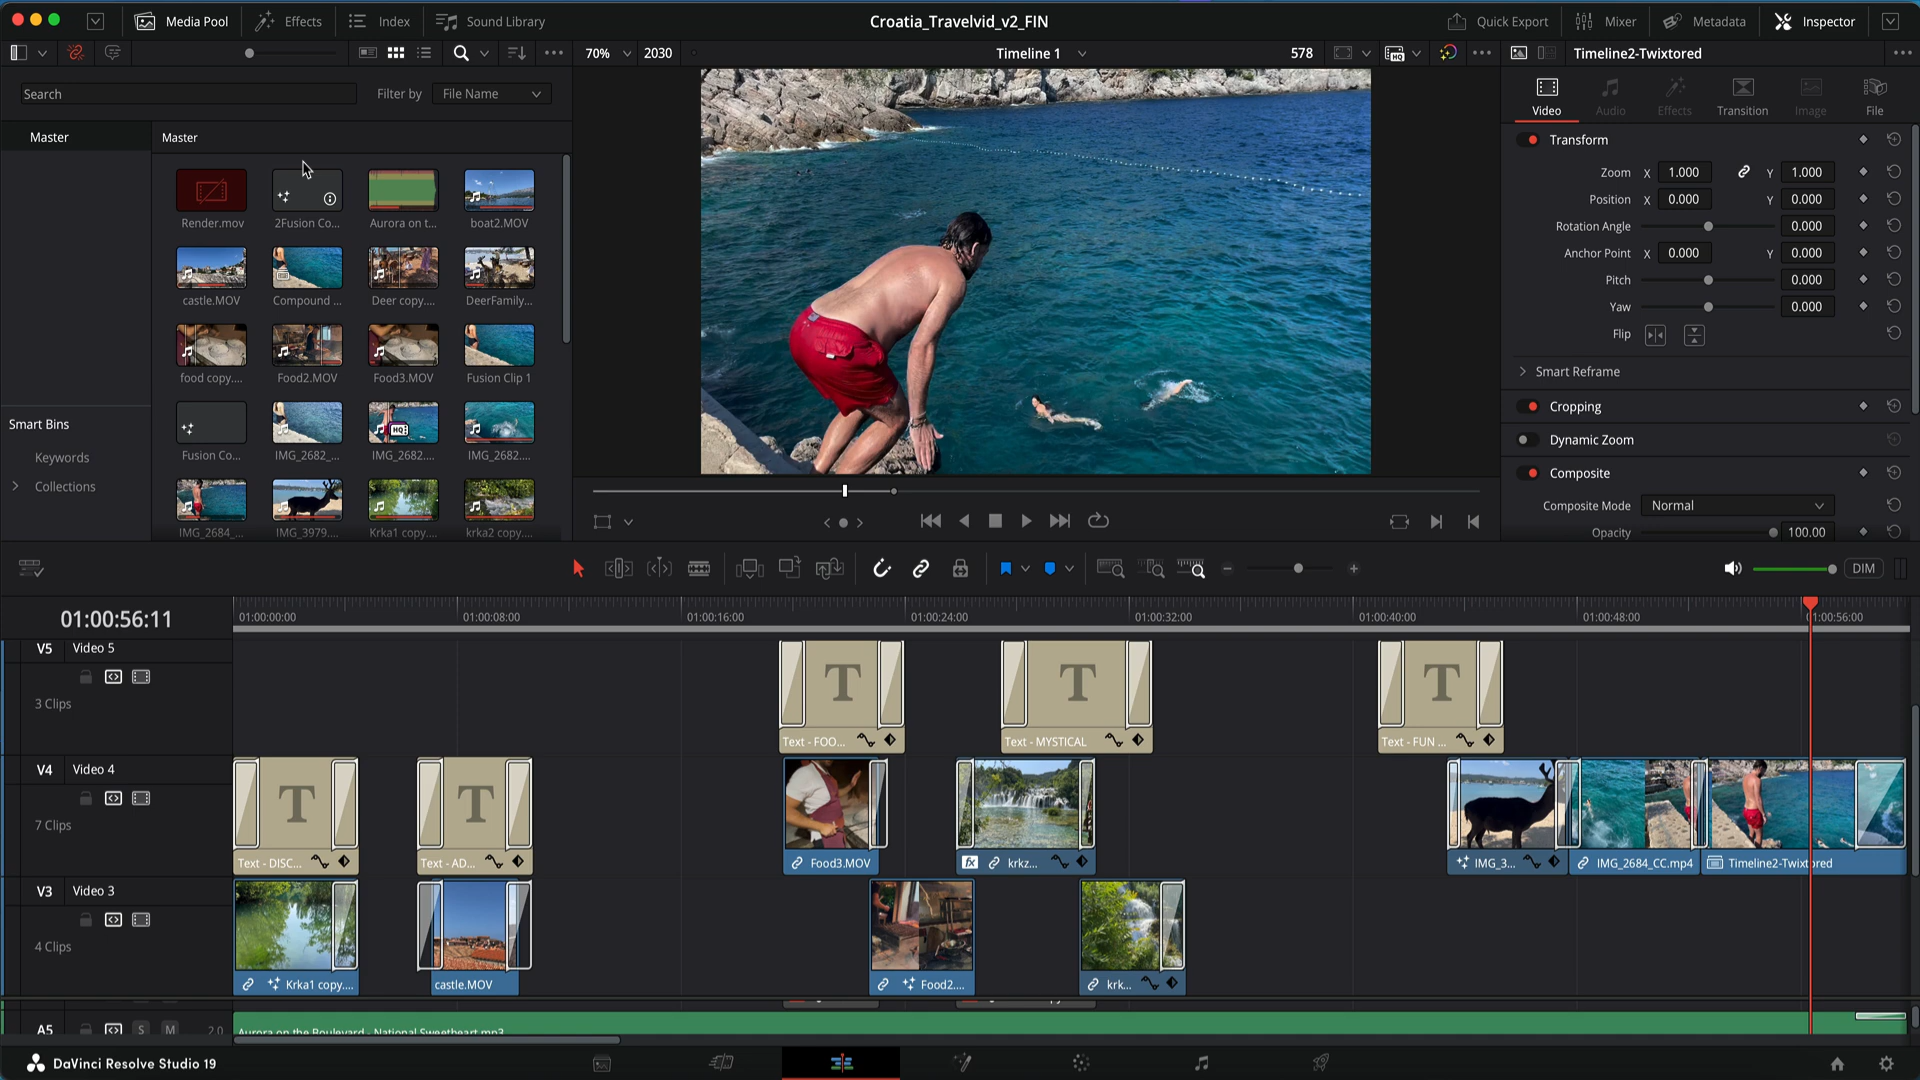 Media Pool Effects Index Sound Library Croatia_Travelvid_v2_FIN Quick Export Mixer Metadata Inspector
70% 2030 Timeline 1 578 Timeline2-Twixtored
Search Filter by File Name
Video Audio Effects Transition Image File
Master Master
Transform
Zoom X 1.000 Y 1.000
Position X 0.000 Y 0.000
Render.mov 2Fusion Co... Aurora on t... boat2.MOV
Rotation Angle 0.000
Anchor Point X 0.000 Y 0.000
Pitch 0.000
castle.MOV Compound ... Deer copy.... DeerFamily...
Yaw 0.000
Flip
Smart Reframe
food copy.... Food2.MOV Food3.MOV Fusion Clip 1
Cropping
Smart Bins
Dynamic Zoom
HQ
Keywords
Fusion Co... IMG_2682_... IMG_2682.... IMG_2682....
Composite
Collections
Composite Mode Normal
IMG_2684_... IMG_3979.... Krka1 copy.... krka2 copy....
Opacity 100.00
DIM
01:00:56:11
01:00:00:00 01:00:08:00 01:00:16:00 01:00:24:00 01:00:32:00 01:00:40:00 01:00:48:00 01:00:56:00
V5 Video 5
3 Clips
T T T
Text - FOO... Text - MYSTICAL Text - FUN ...
V4 Video 4
7 Clips
T T
Text - DISC... Text - AD... Food3.MOV fx krkz... IMG_3... IMG_2684_CC.mp4 Timeline2-Twixtored
V3 Video 3
4 Clips
Krka1 copy.... castle.MOV Food2.... krk...
A5 S M 2.0 Aurora on the Boulevard - National Sweetheart.mp3
DaVinci Resolve Studio 19